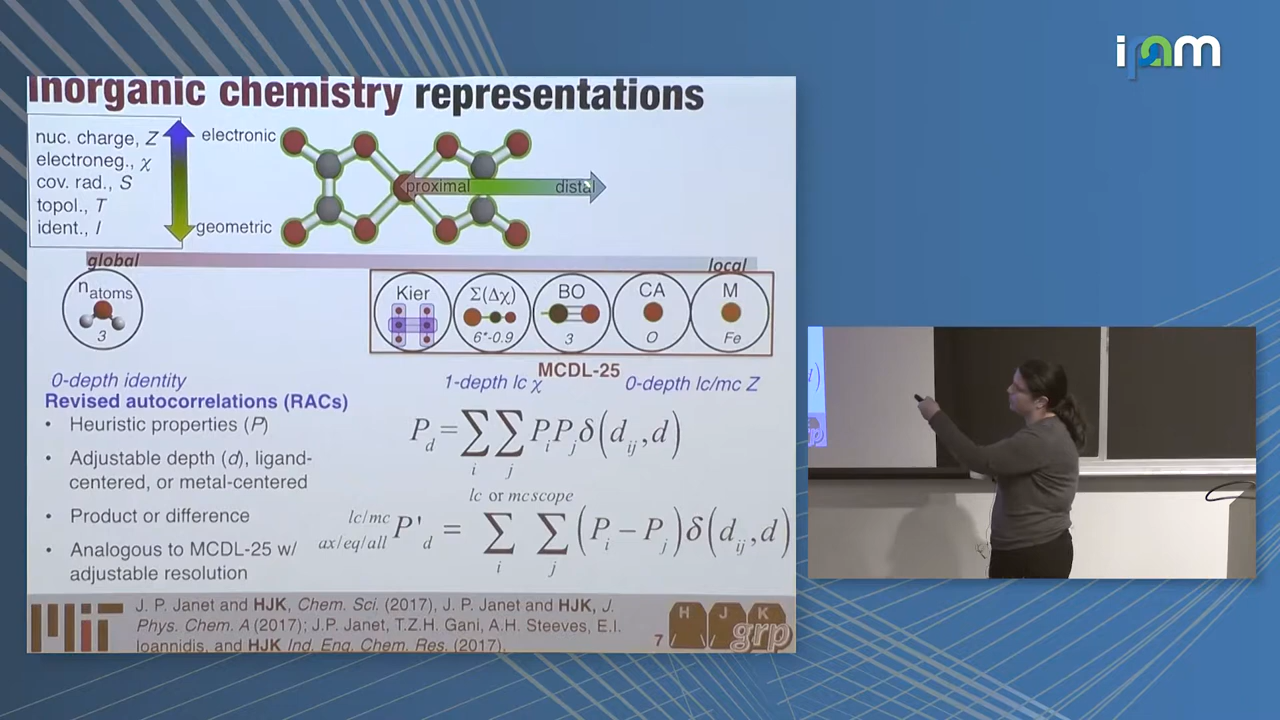 ipam
Inorganic chemistry representations
nuc. charge, Z
electroneg., χ
cov. rad., S
topol., T
ident., I
electronic
geometric
proximal
distal
global
local
n atoms
3
Kier
Σ(Δχ)
6*-0.9
BO
3
CA
O
M
Fe
MCDL-25
0-depth identity
1-depth lc χ
0-depth lc/mc Z
Revised autocorrelations (RACs)
• Heuristic properties (P)
• Adjustable depth (d), ligand-
centered, or metal-centered
• Product or difference
• Analogous to MCDL-25 w/
adjustable resolution
P_d = Σ_i Σ_j P_i P_j δ(d_ij, d)
lc or mc scope
lc/mc ax/eq/all P'_d = Σ_i Σ_j (P_i − P_j) δ(d_ij, d)
MIT
J. P. Janet and HJK, Chem. Sci. (2017), J. P. Janet and HJK, J.
Phys. Chem. A (2017); J.P. Janet, T.Z.H. Gani, A.H. Steeves, E.I.
Ioannidis, and HJK Ind. Eng. Chem. Res. (2017).
7
H J K
grp